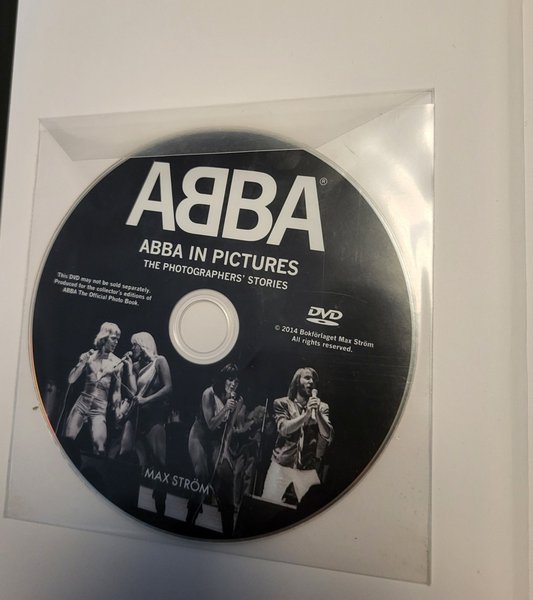 ABBA®
ABBA IN PICTURES
THE PHOTOGRAPHERS' STORIES
This DVD may not be sold separately.
Produced for the collector's editions of
ABBA The Official Photo Book.
DVD
© 2014 Bokförlaget Max Ström
All rights reserved.
MAX STRÖM